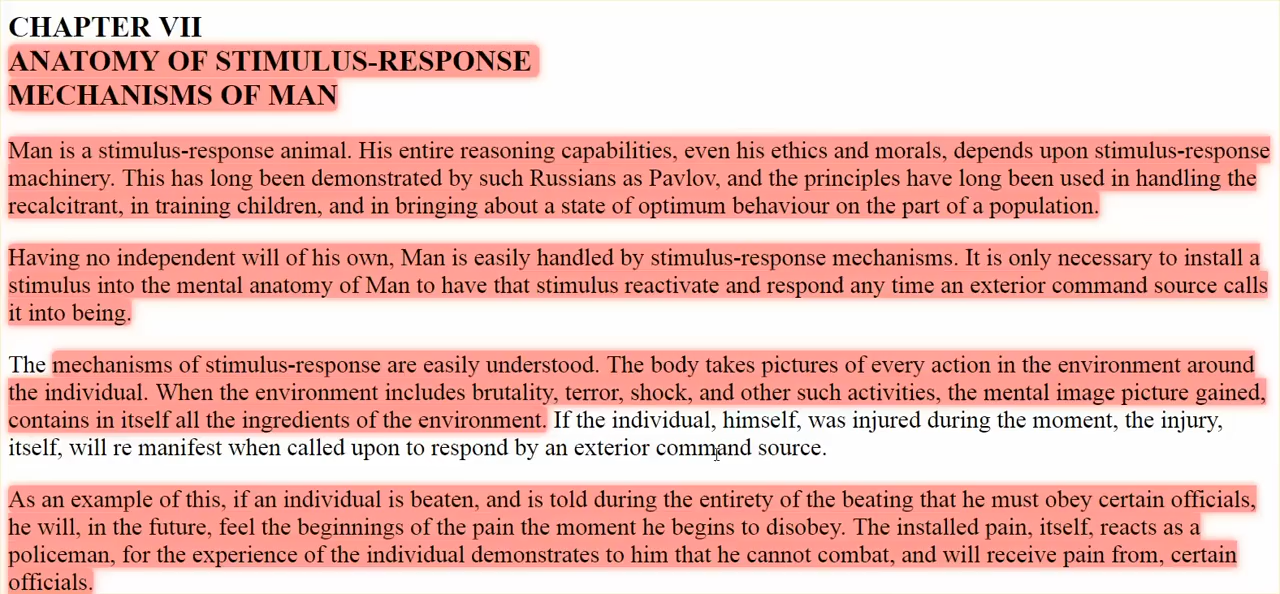 CHAPTER VII
ANATOMY OF STIMULUS-RESPONSE
MECHANISMS OF MAN
Man is a stimulus-response animal. His entire reasoning capabilities, even his ethics and morals, depends upon stimulus-response
machinery. This has long been demonstrated by such Russians as Pavlov, and the principles have long been used in handling the
recalcitrant, in training children, and in bringing about a state of optimum behaviour on the part of a population.
Having no independent will of his own, Man is easily handled by stimulus-response mechanisms. It is only necessary to install a
stimulus into the mental anatomy of Man to have that stimulus reactivate and respond any time an exterior command source calls
it into being.
The mechanisms of stimulus-response are easily understood. The body takes pictures of every action in the environment around
the individual. When the environment includes brutality, terror, shock, and other such activities, the mental image picture gained,
contains in itself all the ingredients of the environment. If the individual, himself, was injured during the moment, the injury,
itself, will re manifest when called upon to respond by an exterior command source.
As an example of this, if an individual is beaten, and is told during the entirety of the beating that he must obey certain officials,
he will, in the future, feel the beginnings of the pain the moment he begins to disobey. The installed pain, itself, reacts as a
policeman, for the experience of the individual demonstrates to him that he cannot combat, and will receive pain from, certain
officials.